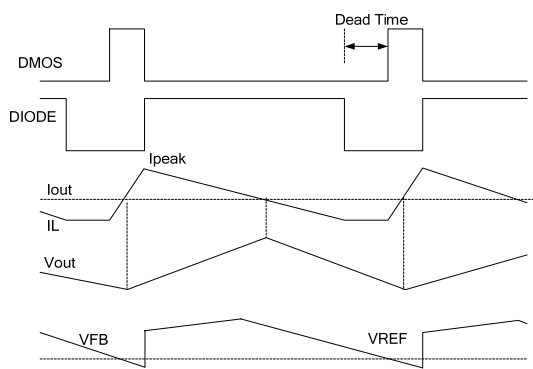 Dead Time
DMOS
DIODE
Ipeak
Iout
IL
Vout
VFB
VREF